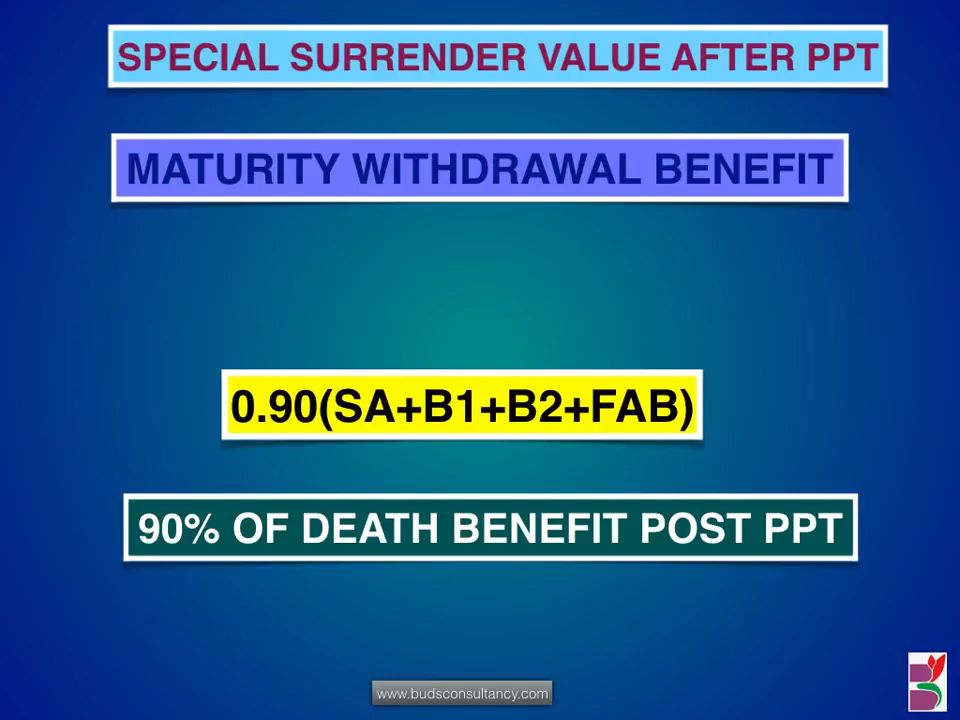 SPECIAL SURRENDER VALUE AFTER PPT
MATURITY WITHDRAWAL BENEFIT
0.90(SA+B1+B2+FAB)
90% OF DEATH BENEFIT POST PPT
www.budsconsultancy.com